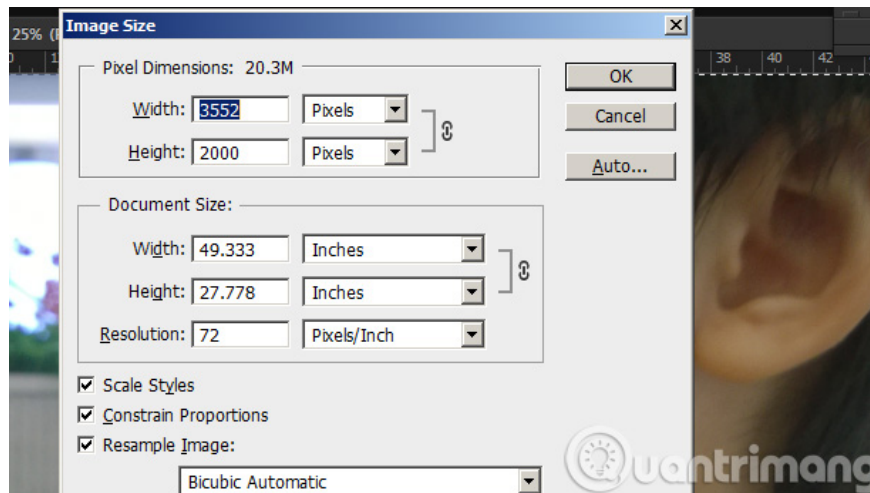 25%
Image Size
Pixel Dimensions: 20.3M
OK
Width: 3552 Pixels
Cancel
Height: 2000 Pixels
Auto...
Document Size:
Width: 49.333 Inches
Height: 27.778 Inches
Resolution: 72 Pixels/Inch
Scale Styles
Constrain Proportions
Resample Image:
Bicubic Automatic
38 40 42
Quantrimang